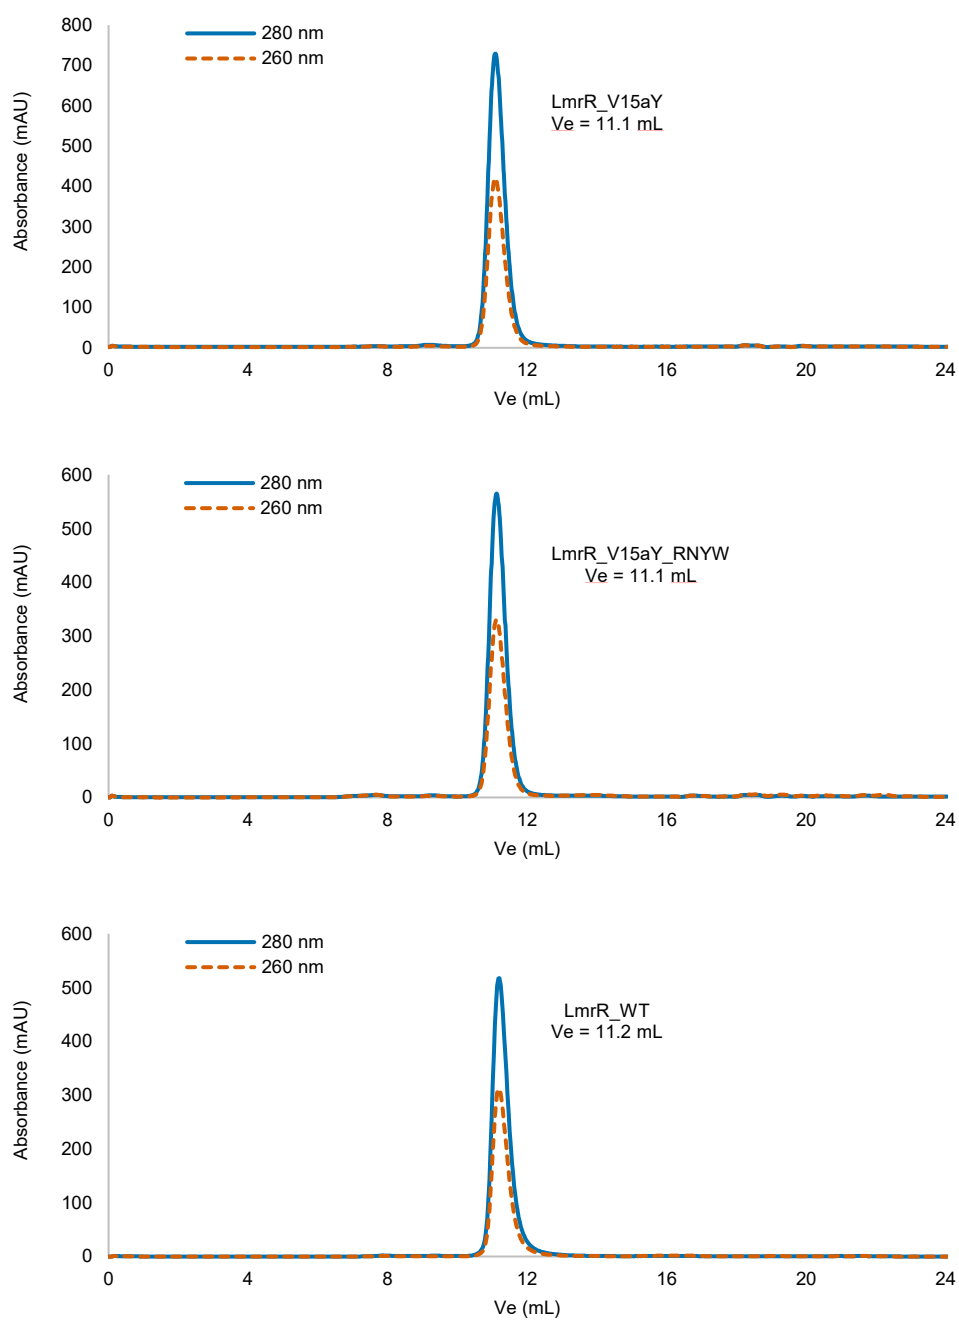 800
700
600
500
400
300
200
100
0
Absorbance (mAU)
280 nm
260 nm
LmrR_V15aY
Ve = 11.1 mL
0 4 8 12 16 20 24
Ve (mL)
600
500
400
300
200
100
0
Absorbance (mAU)
280 nm
260 nm
LmrR_V15aY_RNYW
Ve = 11.1 mL
0 4 8 12 16 20 24
Ve (mL)
600
500
400
300
200
100
0
Absorbance (mAU)
280 nm
260 nm
LmrR_WT
Ve = 11.2 mL
0 4 8 12 16 20 24
Ve (mL)